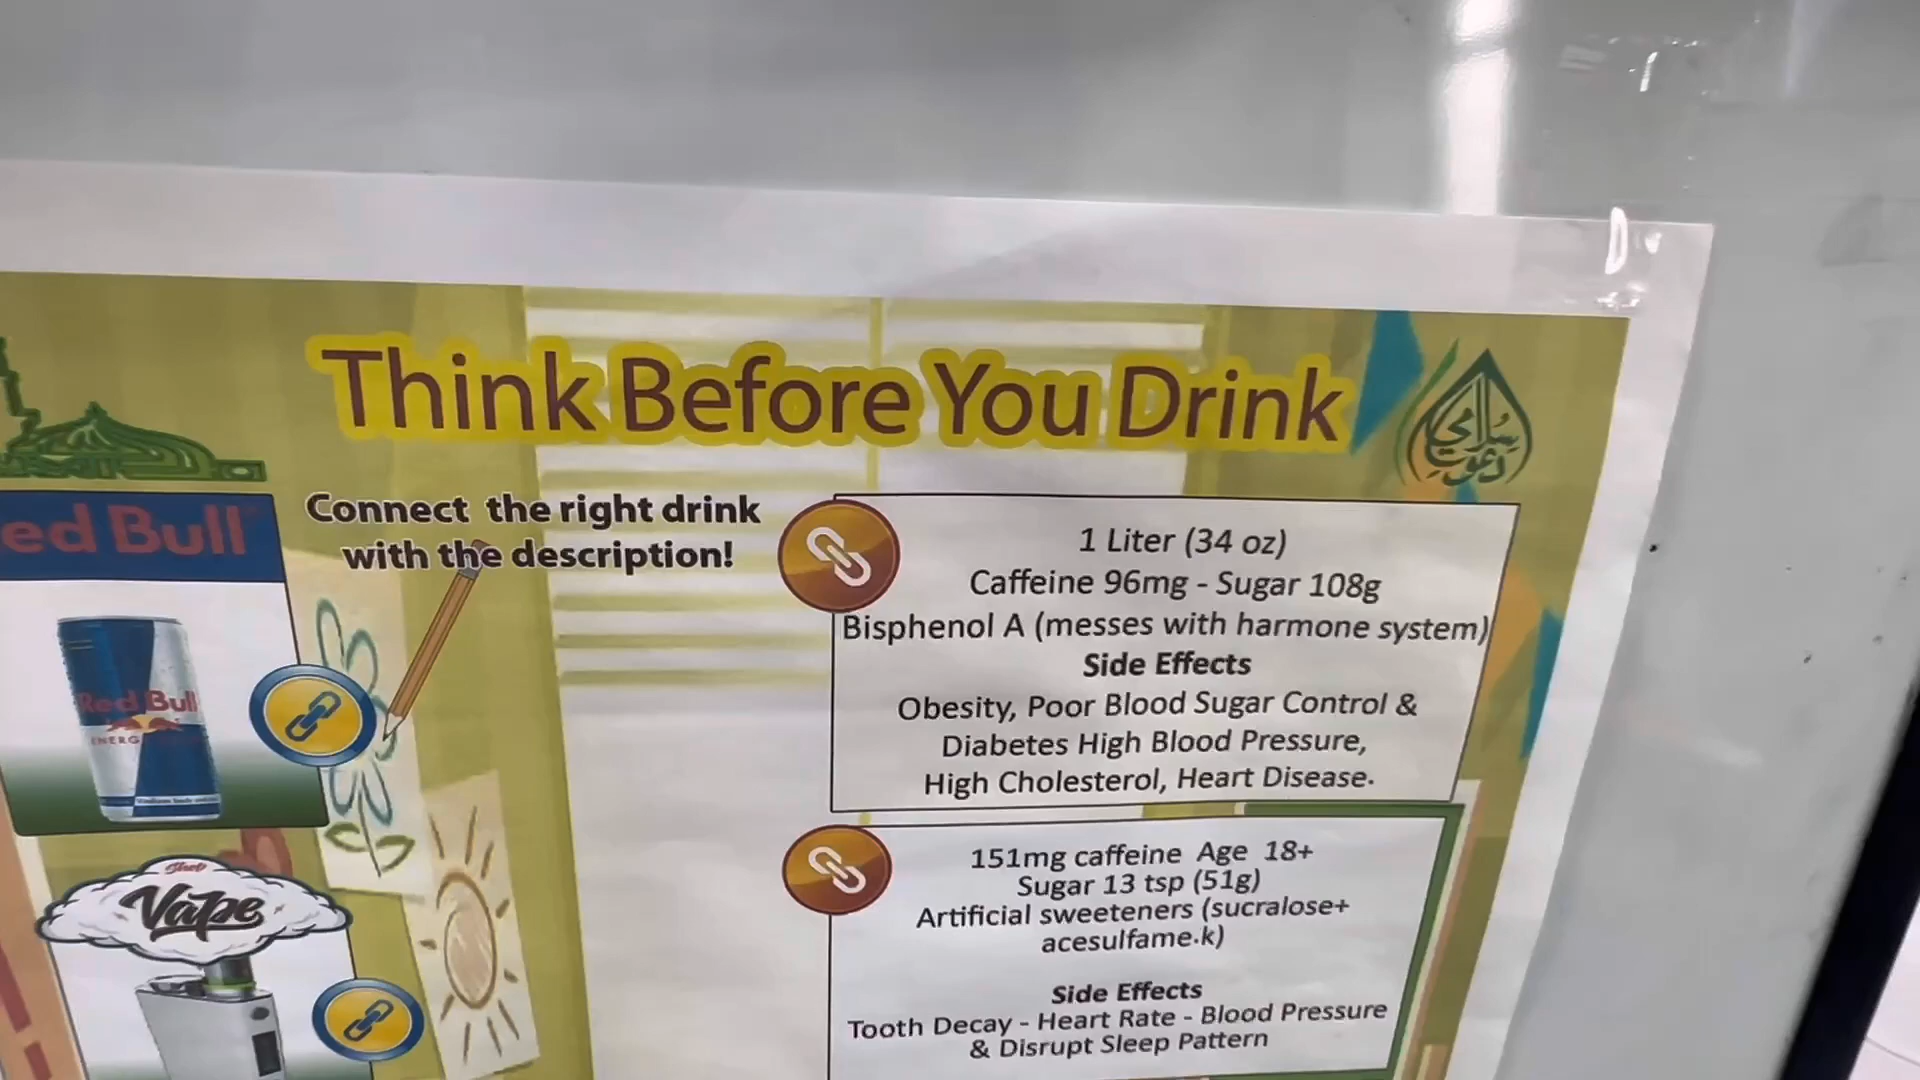 Think Before You Drink
Connect the right drink
with the description!
ed Bull
Red Bull
ENERG
Vape
1 Liter (34 oz)
Caffeine 96mg - Sugar 108g
Bisphenol A (messes with harmone system)
Side Effects
Obesity, Poor Blood Sugar Control &
Diabetes High Blood Pressure,
High Cholesterol, Heart Disease.
151mg caffeine Age 18+
Sugar 13 tsp (51g)
Artificial sweeteners (sucralose+
acesulfame.k)
Side Effects
Tooth Decay - Heart Rate - Blood Pressure
& Disrupt Sleep Pattern